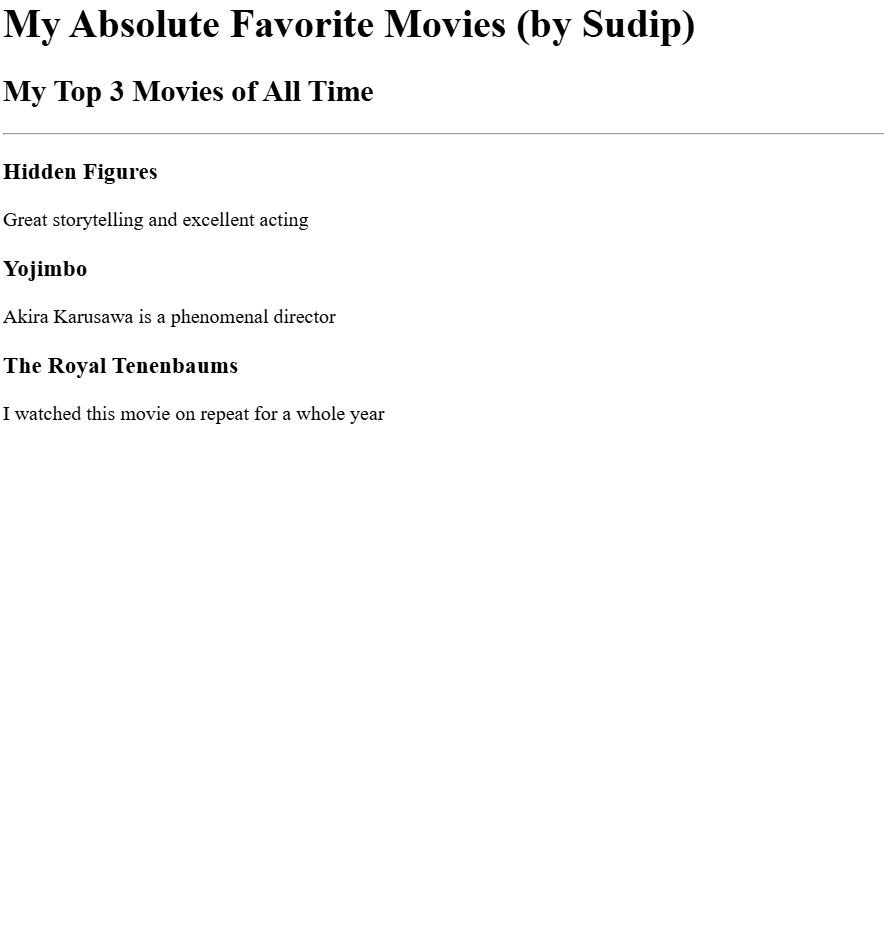 My Absolute Favorite Movies (by Sudip)
My Top 3 Movies of All Time
Hidden Figures
Great storytelling and excellent acting
Yojimbo
Akira Karusawa is a phenomenal director
The Royal Tenenbaums
I watched this movie on repeat for a whole year